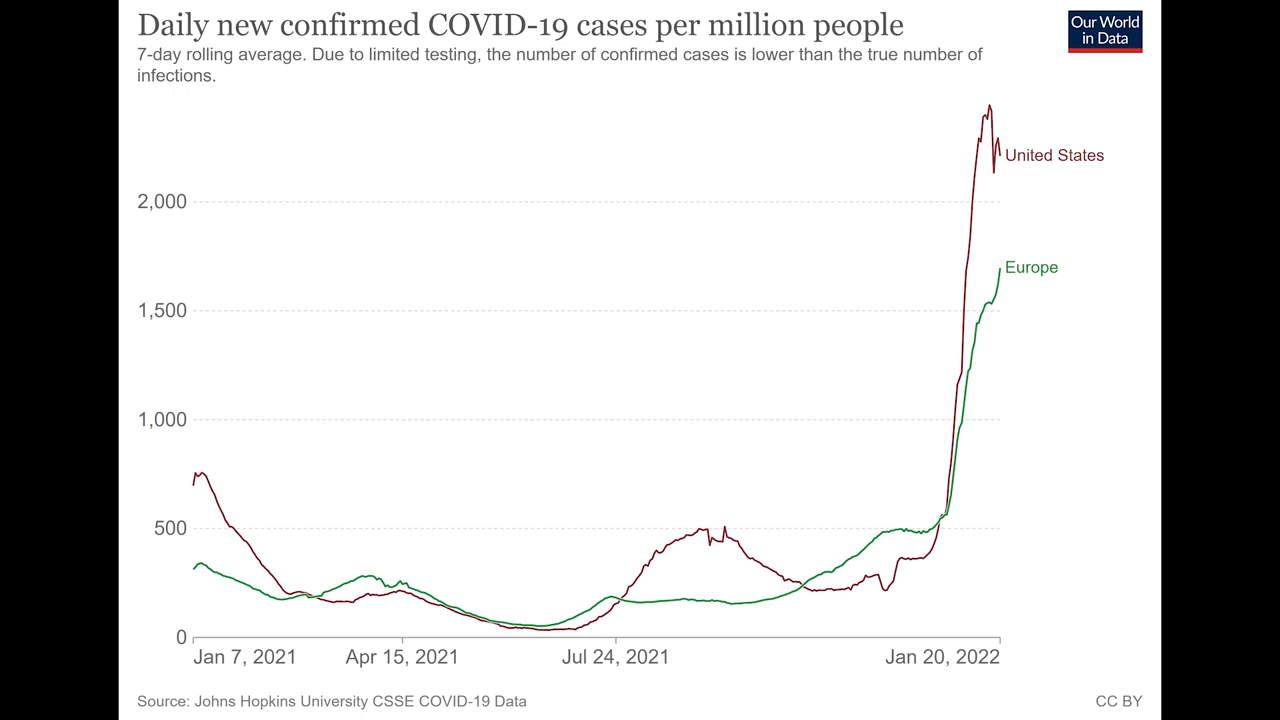 Daily new confirmed COVID-19 cases per million people
Our World
in Data
7-day rolling average. Due to limited testing, the number of confirmed cases is lower than the true number of
infections.
United States
2,000
Europe
1,500
1,000
500
0
Jan 7, 2021 Apr 15, 2021 Jul 24, 2021 Jan 20, 2022
Source: Johns Hopkins University CSSE COVID-19 Data CC BY